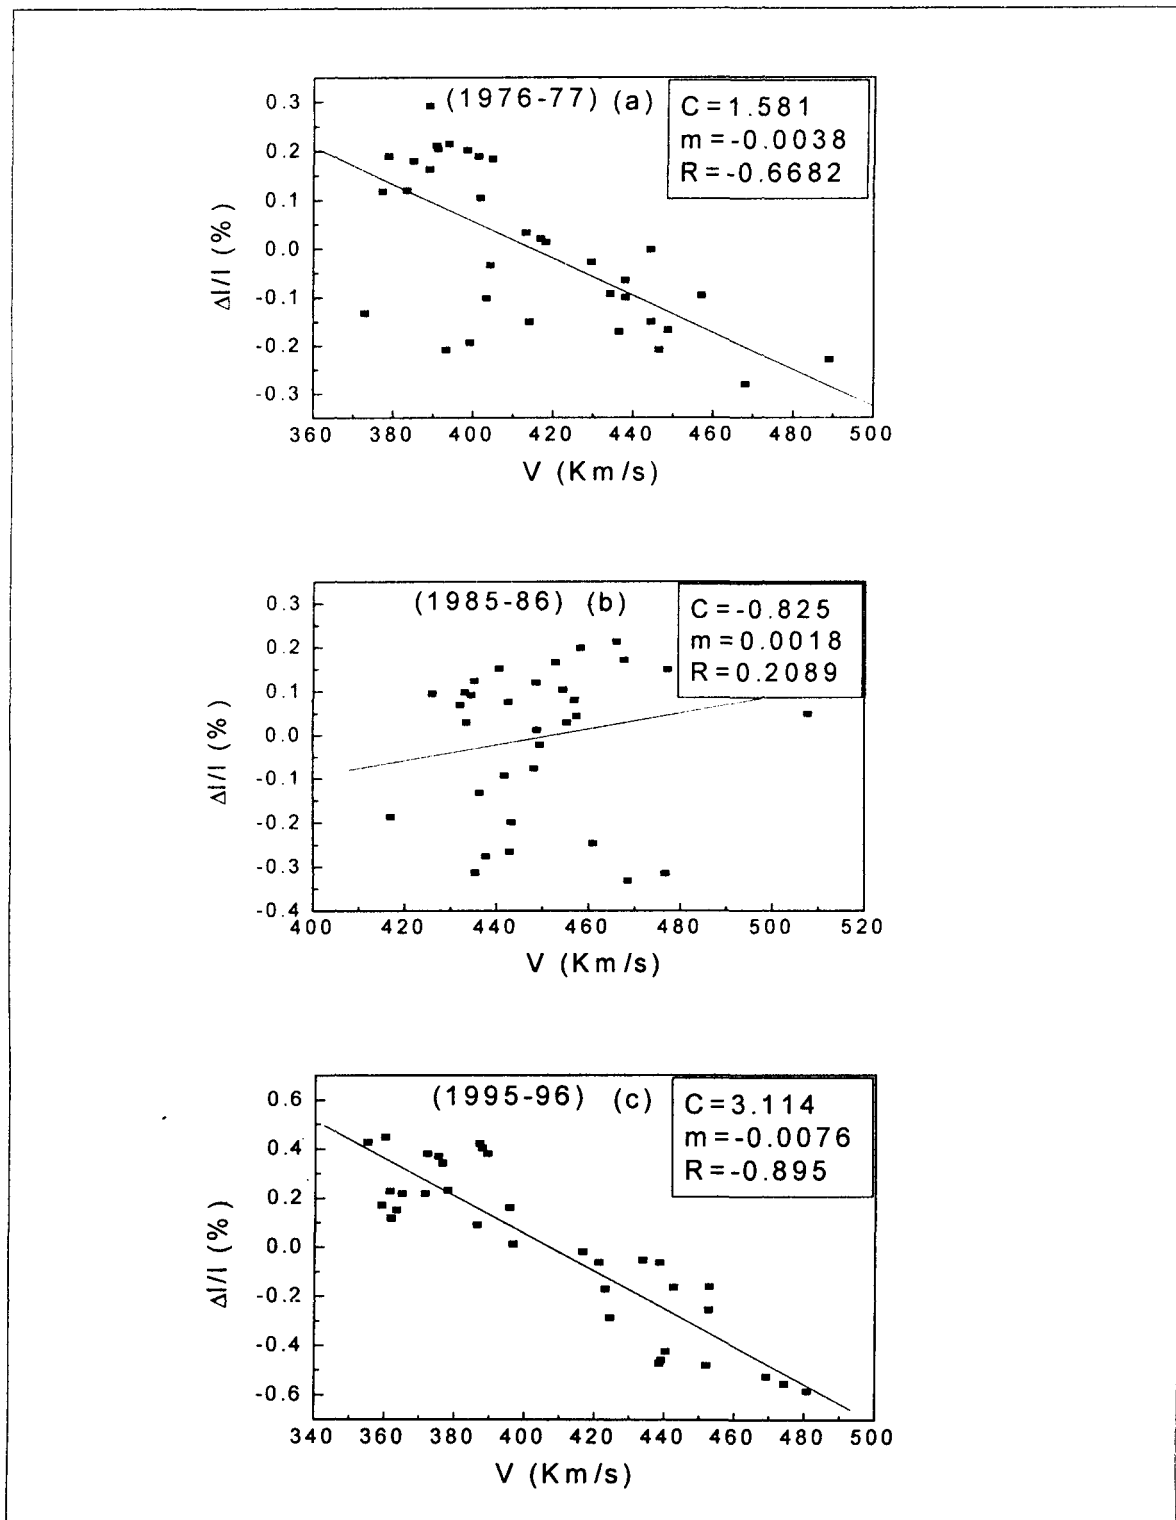 (1976-77) (a)
C=1.581
m=-0.0038
R=-0.6682
0.3
0.2
0.1
0.0
-0.1
-0.2
-0.3
ΔI/I (%)
360 380 400 420 440 460 480 500
V (Km/s)
(1985-86) (b)
C=-0.825
m=0.0018
R=0.2089
0.3
0.2
0.1
0.0
-0.1
-0.2
-0.3
-0.4
ΔI/I (%)
400 420 440 460 480 500 520
V (Km/s)
(1995-96) (c)
C=3.114
m=-0.0076
R=-0.895
0.6
0.4
0.2
0.0
-0.2
-0.4
-0.6
ΔI/I (%)
340 360 380 400 420 440 460 480 500
V (Km/s)